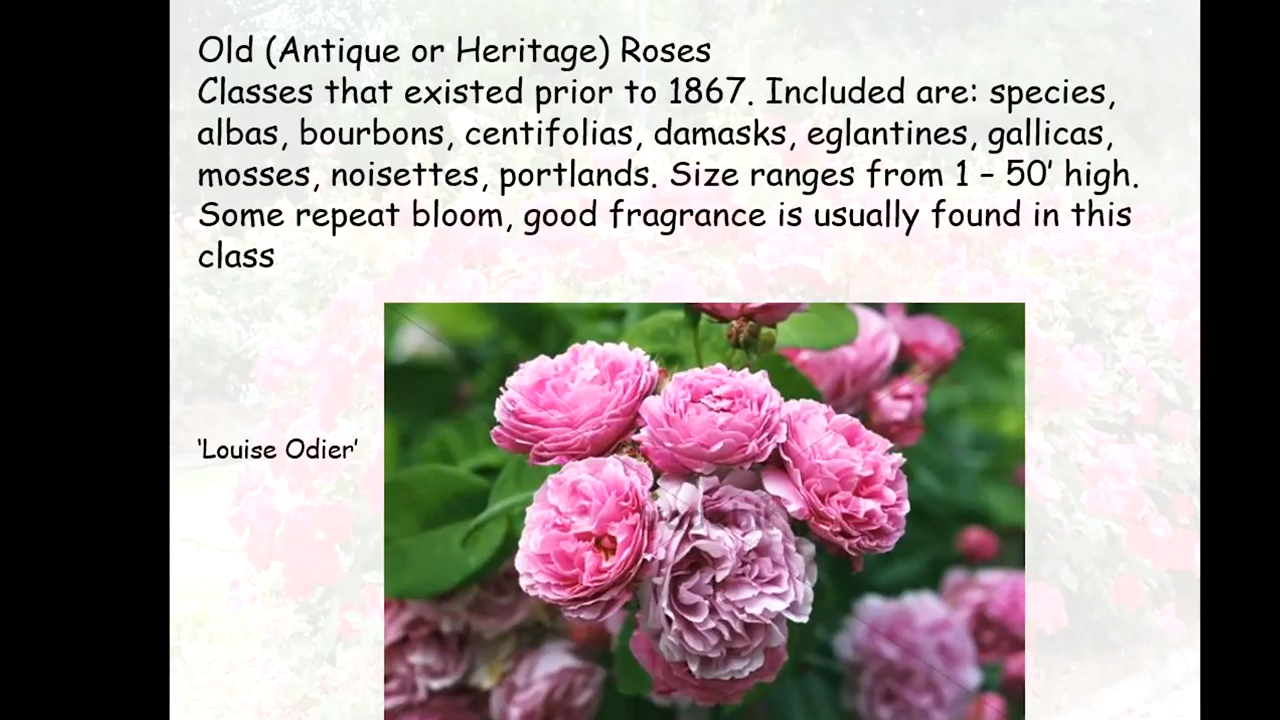 Old (Antique or Heritage) Roses
Classes that existed prior to 1867. Included are: species,
albas, bourbons, centifolias, damasks, eglantines, gallicas,
mosses, noisettes, portlands. Size ranges from 1 – 50’ high.
Some repeat bloom, good fragrance is usually found in this
class
‘Louise Odier’